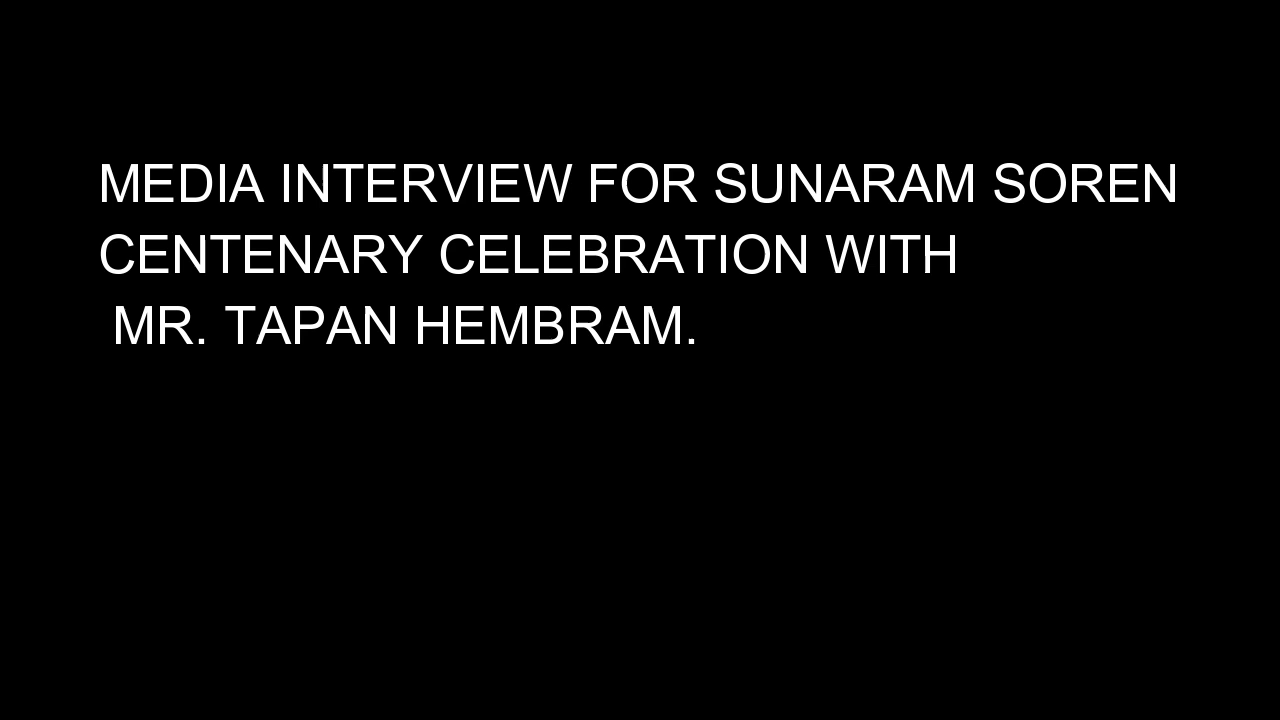 MEDIA INTERVIEW FOR SUNARAM SOREN
CENTENARY CELEBRATION WITH
MR. TAPAN HEMBRAM.